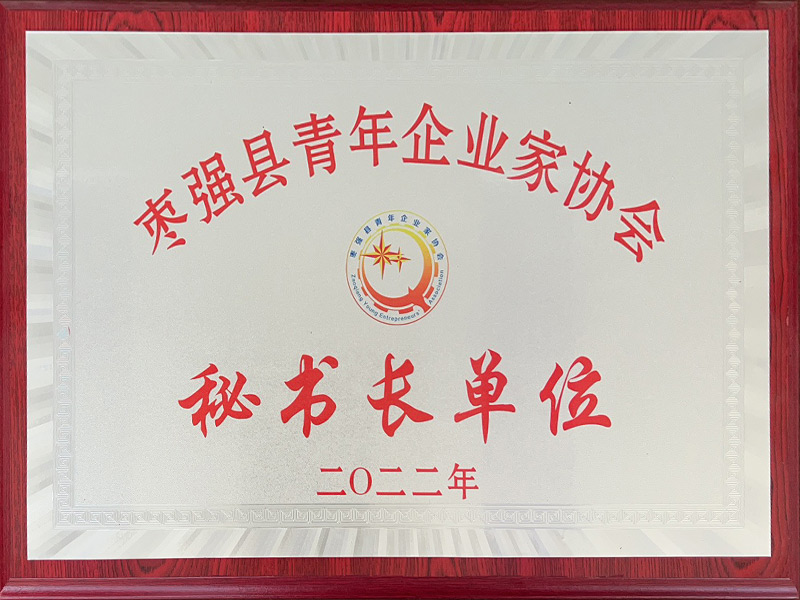 枣强县青年企业家协会
枣强县青年企业家协会
Zaoqiang Young Entrepreneurs' Association
秘书长单位
二〇二二年